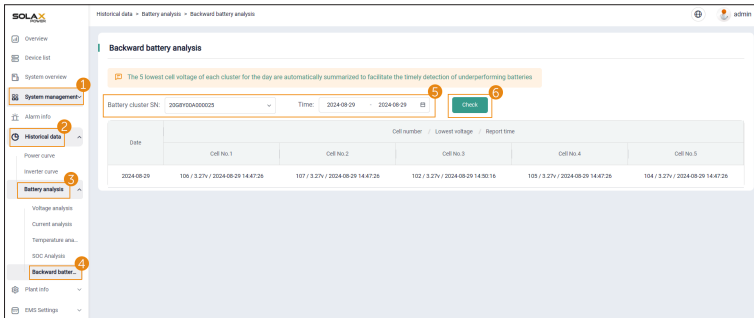 SOLAX
POWER
Historical data > Battery analysis > Backward battery analysis
admin
Overview
Device list
System overview
1
System management
Alarm info
2
Historical data
Power curve
Inverter curve
3
Battery analysis
Voltage analysis
Current analysis
Temperature ana...
SOC Analysis
4
Backward batter...
Plant info
EMS Settings
Backward battery analysis
The 5 lowest cell voltage of each cluster for the day are automatically summarized to facilitate the timely detection of underperforming batteries
5
6
Battery cluster SN: 20G8Y00A000025 Time: 2024-08-29 - 2024-08-29 Check
Date
Cell number / Lowest voltage / Report time
Cell No.1 Cell No.2 Cell No.3 Cell No.4 Cell No.5
2024-08-29 106 / 3.27v / 2024-08-29 14:47:26 107 / 3.27v / 2024-08-29 14:47:26 102 / 3.27v / 2024-08-29 14:50:16 105 / 3.27v / 2024-08-29 14:47:26 104 / 3.27v / 2024-08-29 14:47:26